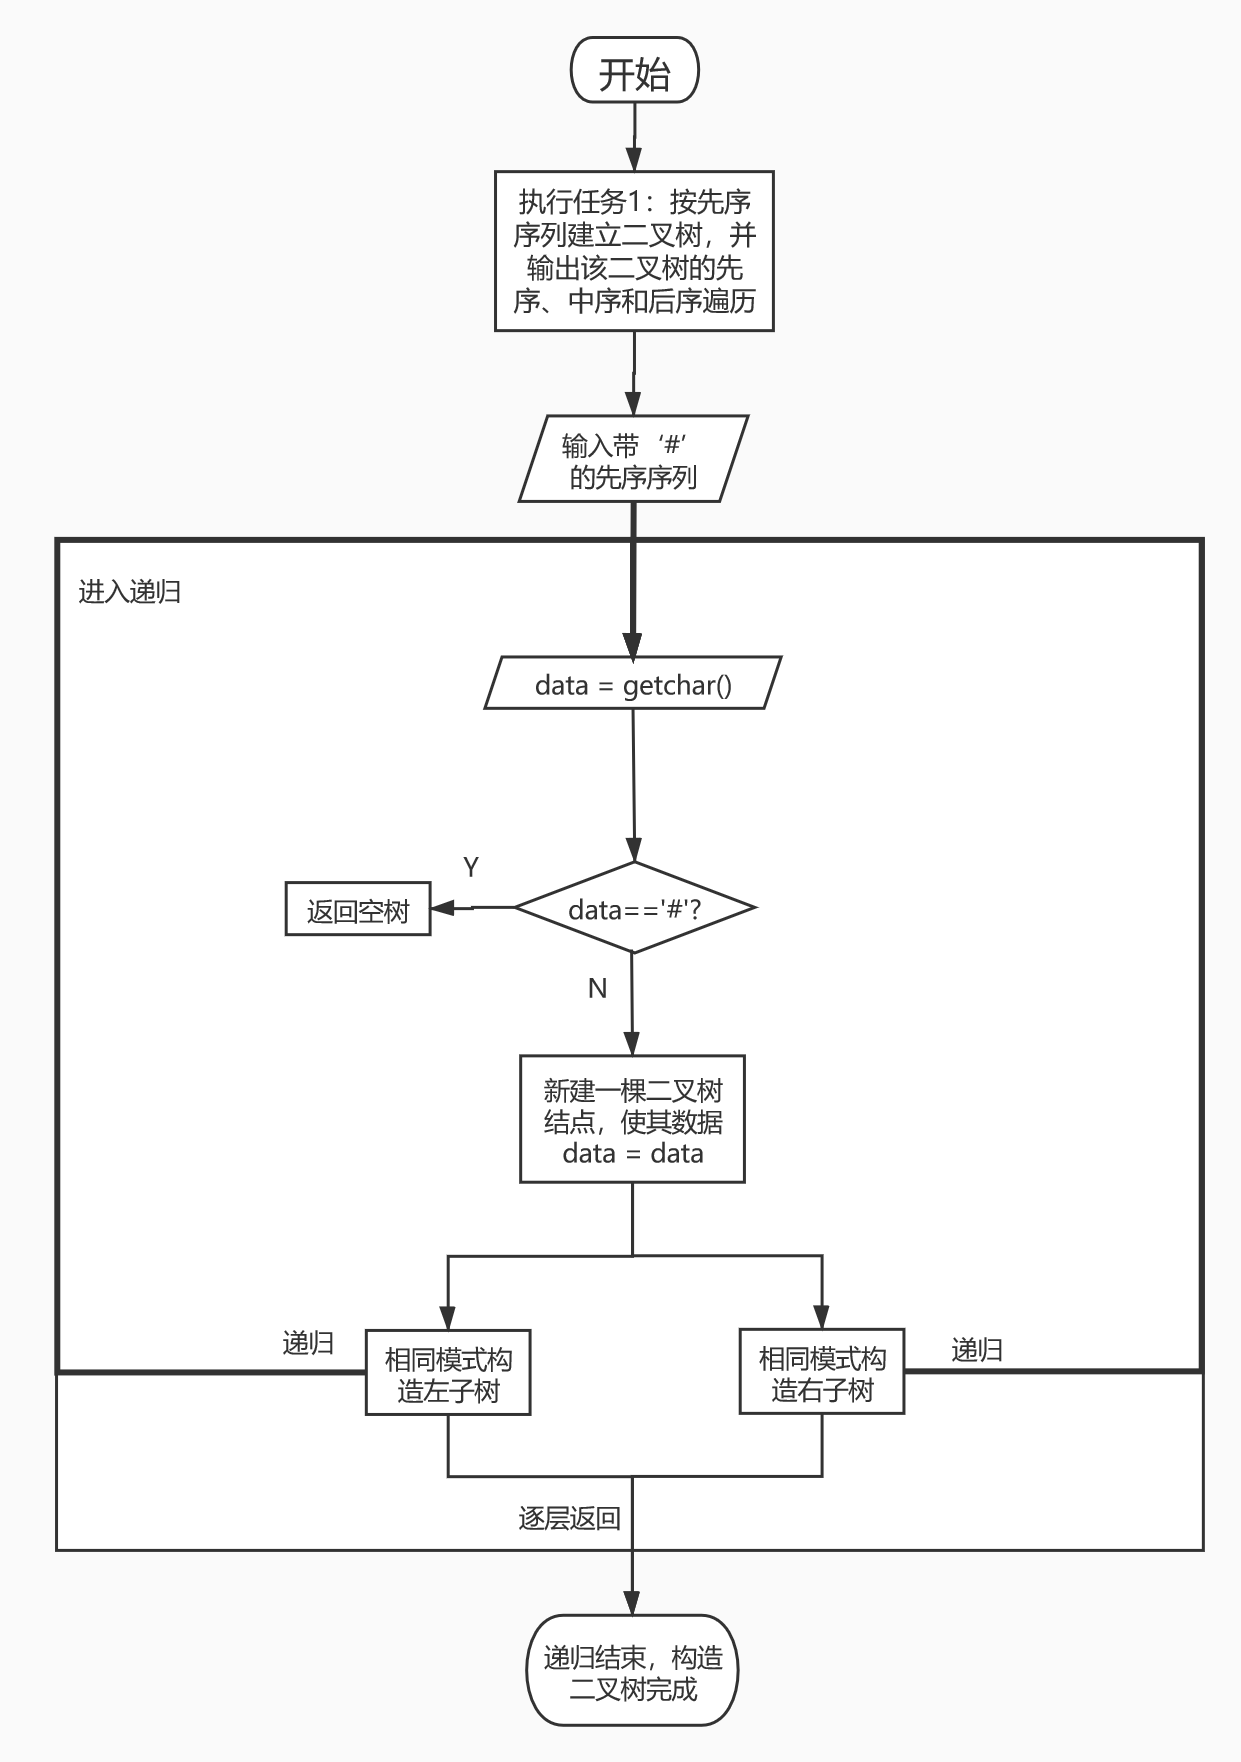 开始
执行任务1：按先序
序列建立二叉树，并
输出该二叉树的先
序、中序和后序遍历
输入带 ‘#’
的先序序列
进入递归
data = getchar()
Y
返回空树
data=='#'?
N
新建一棵二叉树
结点，使其数据
data = data
递归
相同模式构
造左子树
相同模式构
造右子树
递归
逐层返回
递归结束，构造
二叉树完成